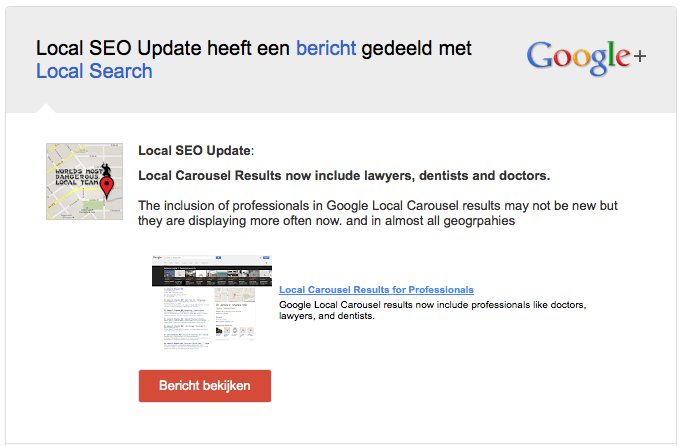 Local SEO Update heeft een bericht gedeeld met
Local Search
Google+
WORLDS MOST
DANGEROUS
LOCAL TEAM
Local SEO Update:
Local Carousel Results now include lawyers, dentists and doctors.
The inclusion of professionals in Google Local Carousel results may not be new but
they are displaying more often now. and in almost all geogrpahies
Local Carousel Results for Professionals
Google Local Carousel results now include professionals like doctors,
lawyers, and dentists.
Bericht bekijken